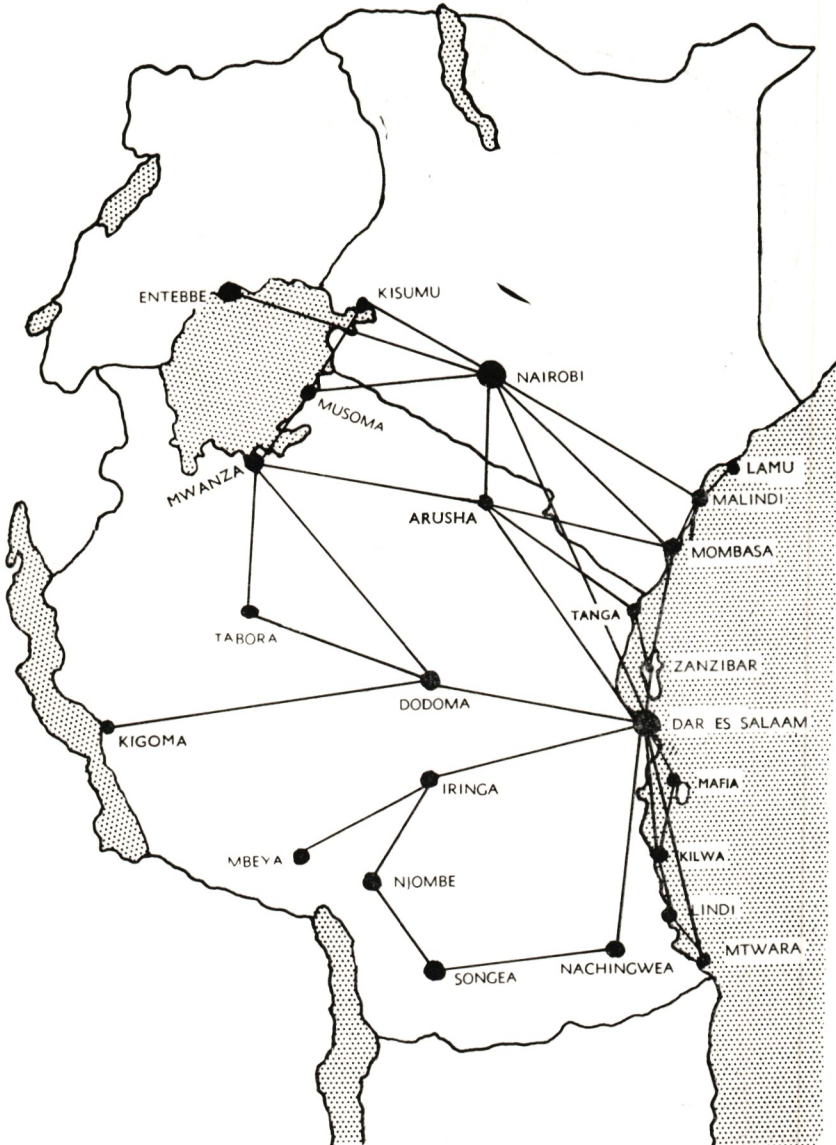 ENTEBBE
KISUMU
NAIROBI
MUSOMA
MWANZA
LAMU
MALINDI
ARUSHA
MOMBASA
TABORA
TANGA
ZANZIBAR
DODOMA
DAR ES SALAAM
KIGOMA
IRINGA
MAFIA
MBEYA
KILWA
NJOMBE
LINDI
MTWARA
SONGEA
NACHINGWEA